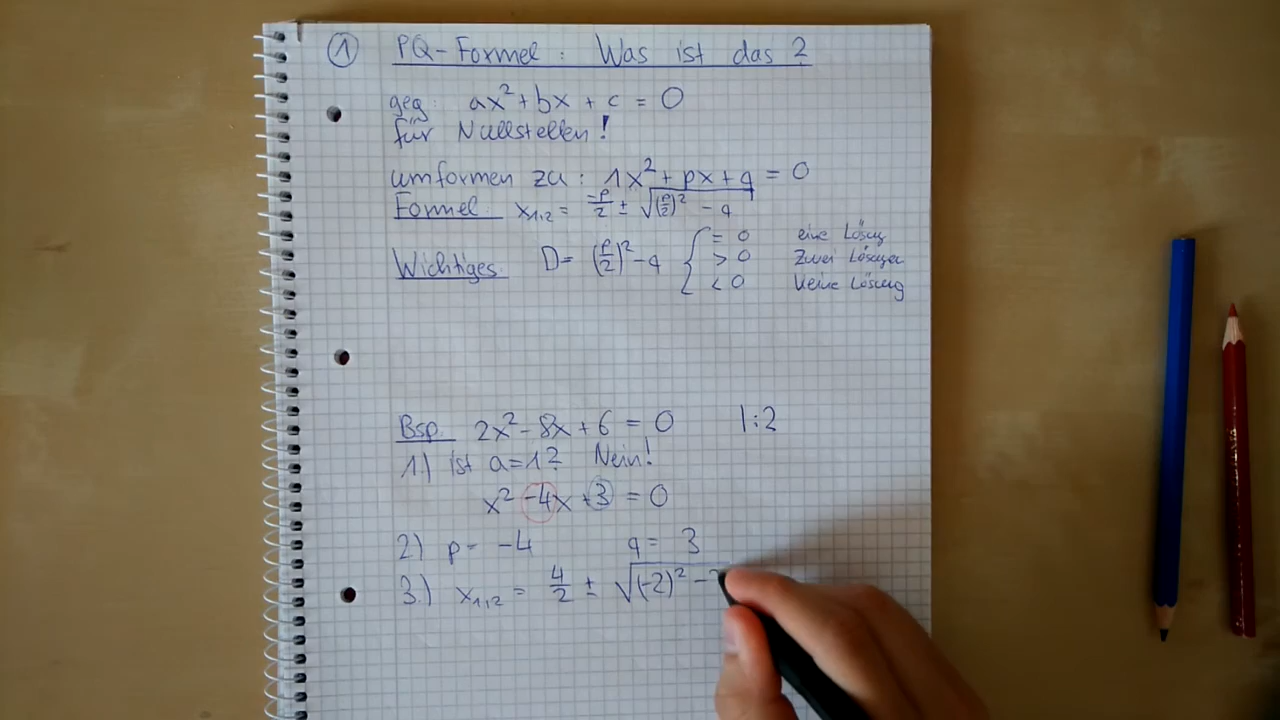 ① PQ-Formel: Was ist das?
geg: ax²+bx + c = 0
für Nullstellen!
umformen zu: 1x² + px + q = 0
Formel x₁,₂ = -p/2 ± √((p/2)² - q
Wichtiges D = (p/2)² - q { = 0 eine Lösung
> 0 Zwei Lösungen
< 0 keine Lösung
Bsp. 2x² - 8x + 6 = 0 |:2
1) ist a=1? Nein!
x² - 4x + 3 = 0
2) p = -4 q = 3
3.) x₁,₂ = 4/2 ± √(-2)² -